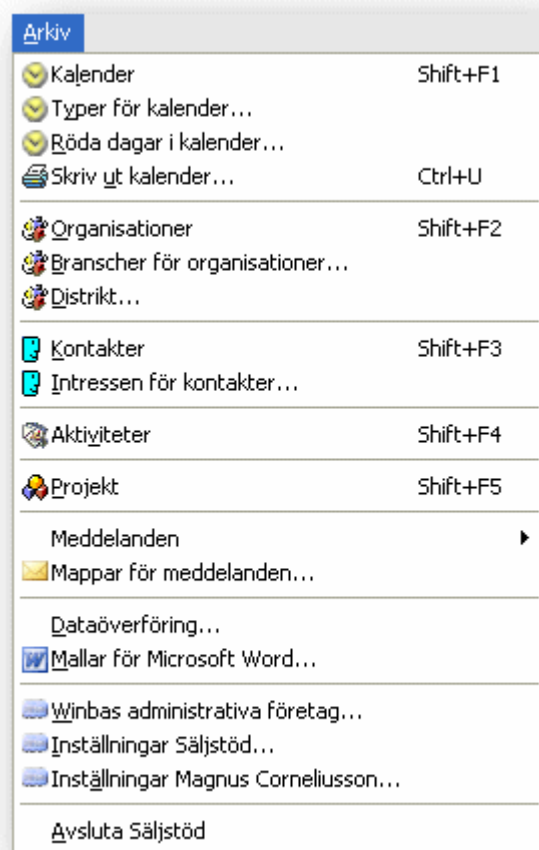 Arkiv
Kalender Shift+F1
Typer för kalender...
Röda dagar i kalender...
Skriv ut kalender... Ctrl+U
Organisationer Shift+F2
Branscher för organisationer...
Distrikt...
Kontakter Shift+F3
Intressen för kontakter...
Aktiviteter Shift+F4
Projekt Shift+F5
Meddelanden
Mappar för meddelanden...
Dataöverföring...
Mallar för Microsoft Word...
Winbas administrativa företag...
Inställningar Säljstöd...
Inställningar Magnus Corneliusson...
Avsluta Säljstöd